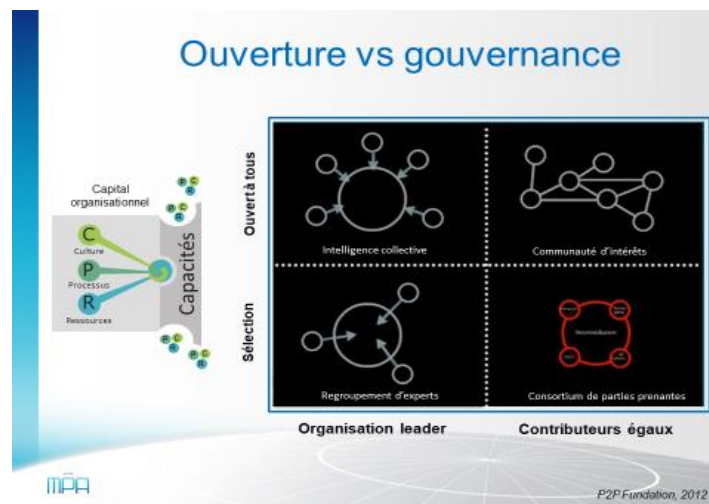 Ouverture vs gouvernance
Capital
organisationnel
C
Culture
P
Processus
R
Ressources
Capacités
P C
R
P C
R
P C
R
P C
R
Ouvert à tous
Sélection
Intelligence collective
Communauté d'intérêts
Regroupement d'experts
Consortium de parties prenantes
Organisation leader
Contributeurs égaux
MPA
P2P Fundation, 2012